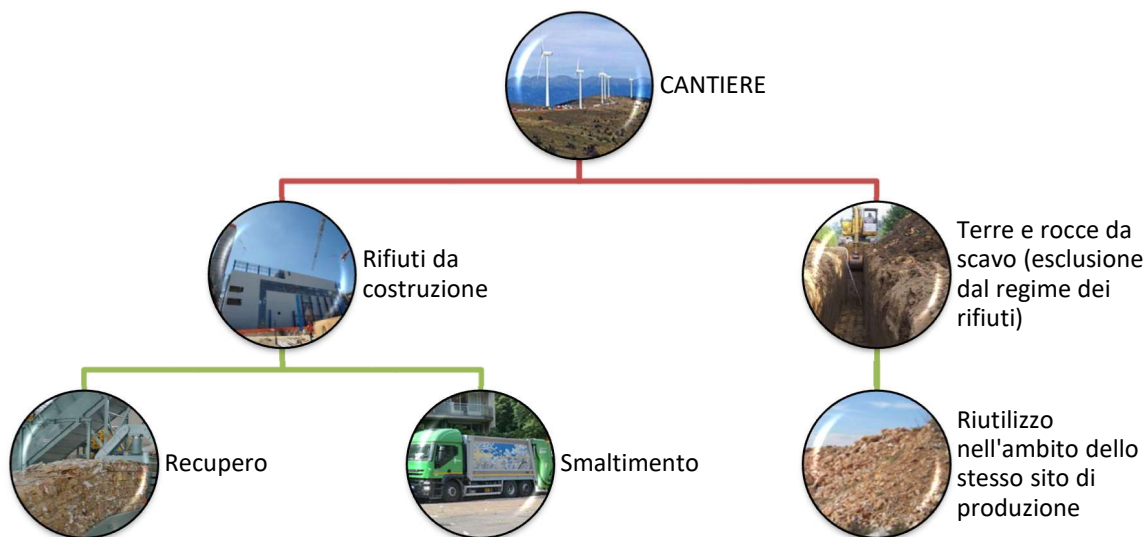 CANTIERE
Rifiuti da
costruzione
Terre e rocce da
scavo (esclusione
dal regime dei
rifiuti)
Recupero
Smaltimento
Riutilizzo
nell'ambito dello
stesso sito di
produzione